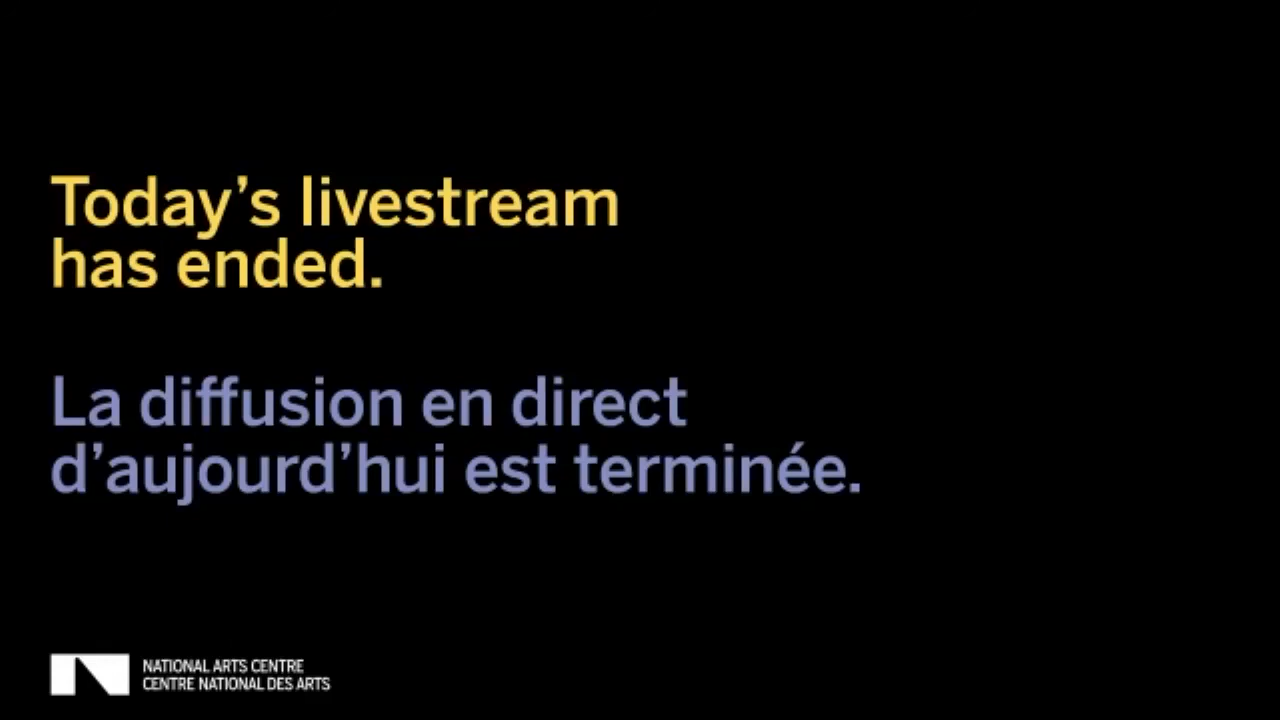 Today’s livestream
has ended.
La diffusion en direct
d’aujourd’hui est terminée.
NATIONAL ARTS CENTRE
CENTRE NATIONAL DES ARTS